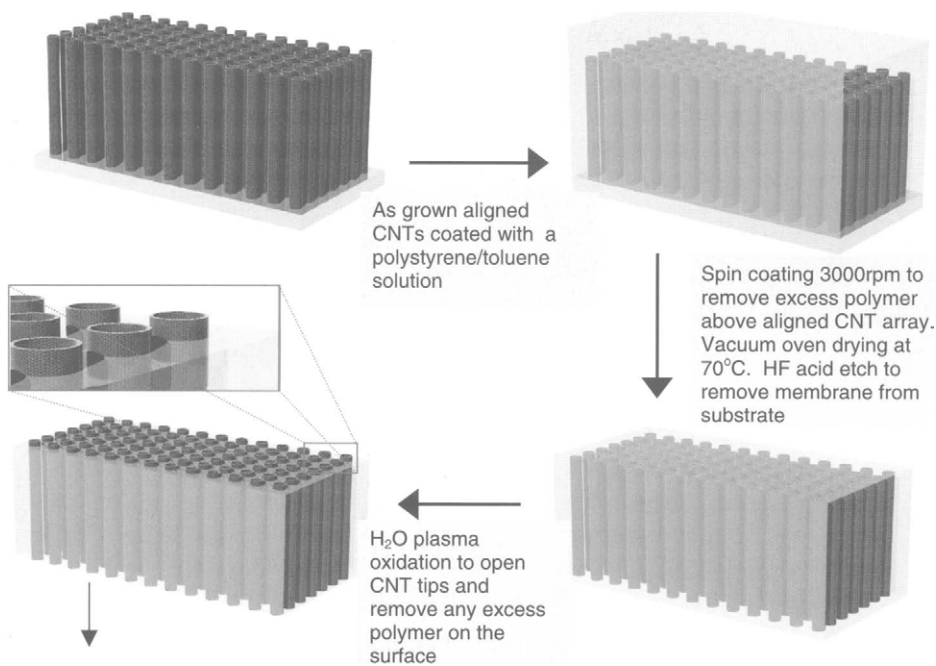 As grown aligned
CNTs coated with a
polystyrene/toluene
solution
Spin coating 3000rpm to
remove excess polymer
above aligned CNT array.
Vacuum oven drying at
70°C. HF acid etch to
remove membrane from
substrate
H₂O plasma
oxidation to open
CNT tips and
remove any excess
polymer on the
surface